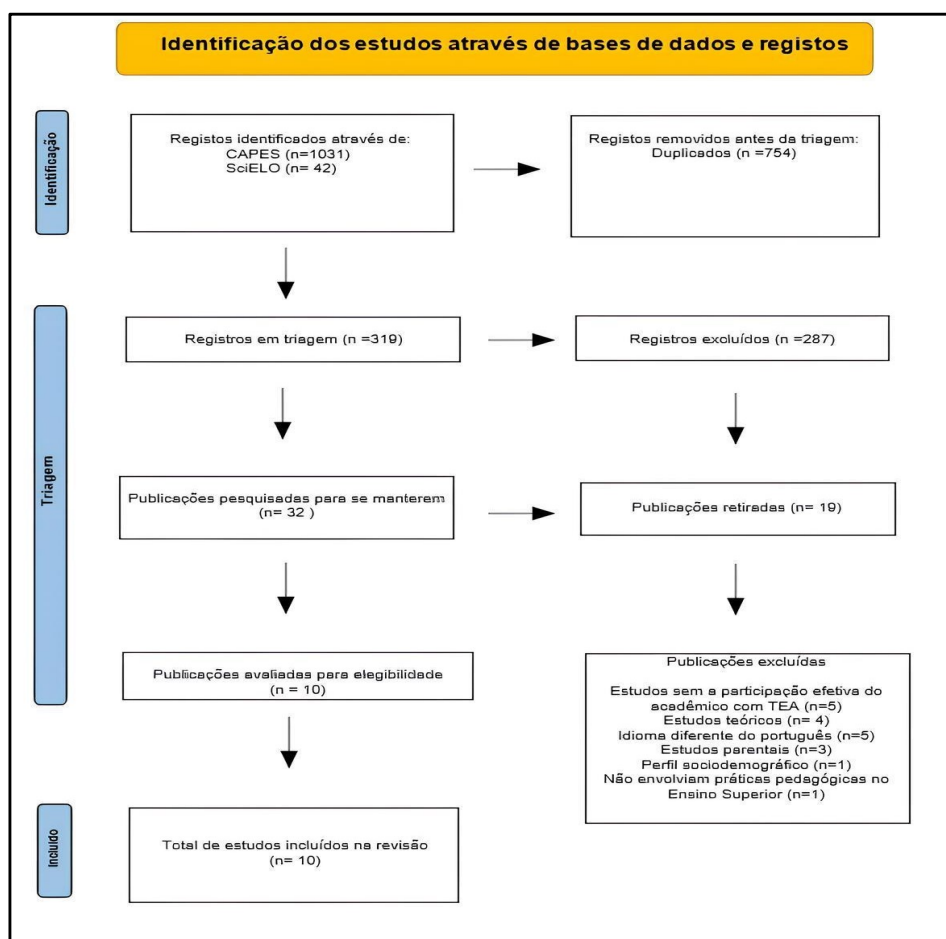 Identificação dos estudos através de bases de dados e registos
Identificação
Registos identificados através de:
CAPES (n=1031)
SciELO (n= 42)
Registos removidos antes da triagem:
Duplicados (n =754)
Triagem
Registros em triagem (n =319)
Registros excluídos (n =287)
Publicações pesquisadas para se manterem
(n= 32 )
Publicações retiradas (n= 19)
Publicações avaliadas para elegibilidade
(n = 10)
Publicações excluídas
Estudos sem a participação efetiva do
acadêmico com TEA (n=5)
Estudos teóricos (n= 4)
Idioma diferente do português (n=5)
Estudos parentais (n=3)
Perfil sociodemográfico (n=1)
Não envolviam práticas pedagógicas no
Ensino Superior (n=1)
Incluído
Total de estudos incluídos na revisão
(n= 10)